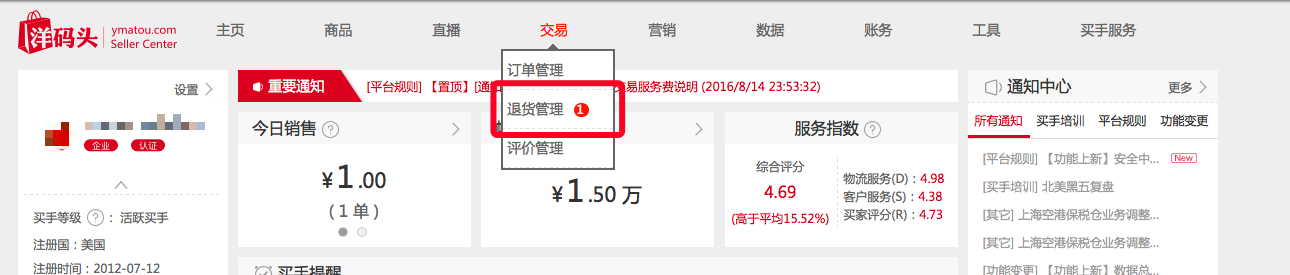 洋码头 ymatou.com
Seller Center
主页 商品 直播 交易 营销 数据 账务 工具 买手服务
订单管理
退货管理 1
评价管理
设置
企业 认证
买手等级 ? : 活跃买手
注册国：美国
注册时间：2012-07-12
重要通知 [平台规则] 【置顶】[通知 交易服务费说明 (2016/8/14 23:53:32)
今日销售 ?
¥1.00
( 1 单 )
¥1.50 万
服务指数 ?
综合评分
4.69
(高于平均15.52%)
物流服务(D)：4.98
客户服务(S)：4.38
买家评分(R)：4.73
买手提醒
通知中心 更多
所有通知 买手培训 平台规则 功能变更
[平台规则] 【功能上新】安全中... New
[买手培训] 北美黑五复盘
[其它] 上海空港保税仓业务调整...
[其它] 上海空港保税仓业务调整...
[功能变更] 【功能上新】数据总...